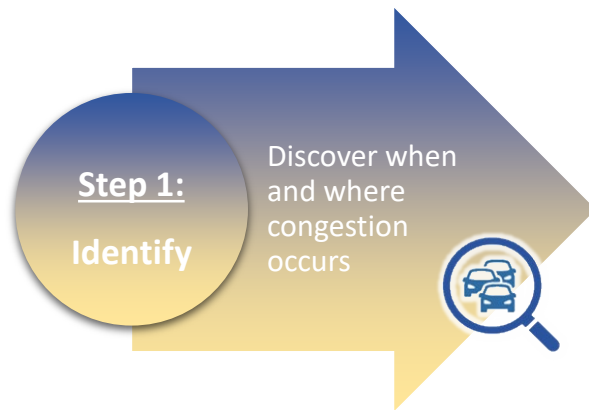 Step 1:
Identify
Discover when
and where
congestion
occurs